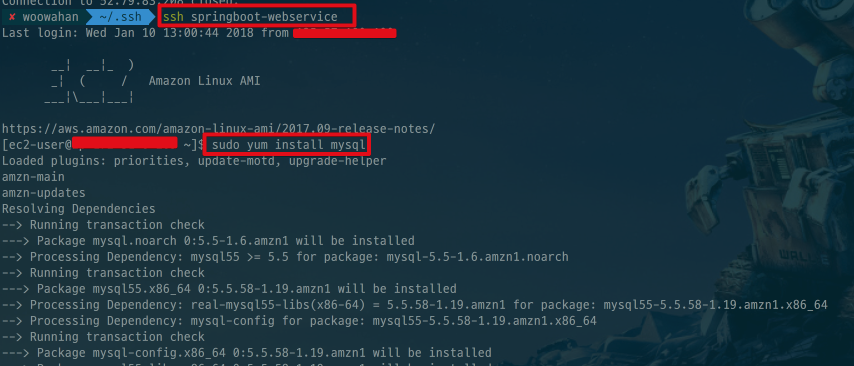 Connection to 52.79.83.208 closed.
✘ woowahan ~/.ssh ssh springboot-webservice
Last login: Wed Jan 10 13:00:44 2018 from
__|  __|_  )
_|  (     /   Amazon Linux AMI
___|\___|___|
https://aws.amazon.com/amazon-linux-ami/2017.09-release-notes/
[ec2-user@ ~]$ sudo yum install mysql
Loaded plugins: priorities, update-motd, upgrade-helper
amzn-main
amzn-updates
Resolving Dependencies
--> Running transaction check
---> Package mysql.noarch 0:5.5-1.6.amzn1 will be installed
--> Processing Dependency: mysql55 >= 5.5 for package: mysql-5.5-1.6.amzn1.noarch
--> Running transaction check
---> Package mysql55.x86_64 0:5.5.58-1.19.amzn1 will be installed
--> Processing Dependency: real-mysql55-libs(x86-64) = 5.5.58-1.19.amzn1 for package: mysql55-5.5.58-1.19.amzn1.x86_64
--> Processing Dependency: mysql-config for package: mysql55-5.5.58-1.19.amzn1.x86_64
--> Running transaction check
---> Package mysql-config.x86_64 0:5.5.58-1.19.amzn1 will be installed